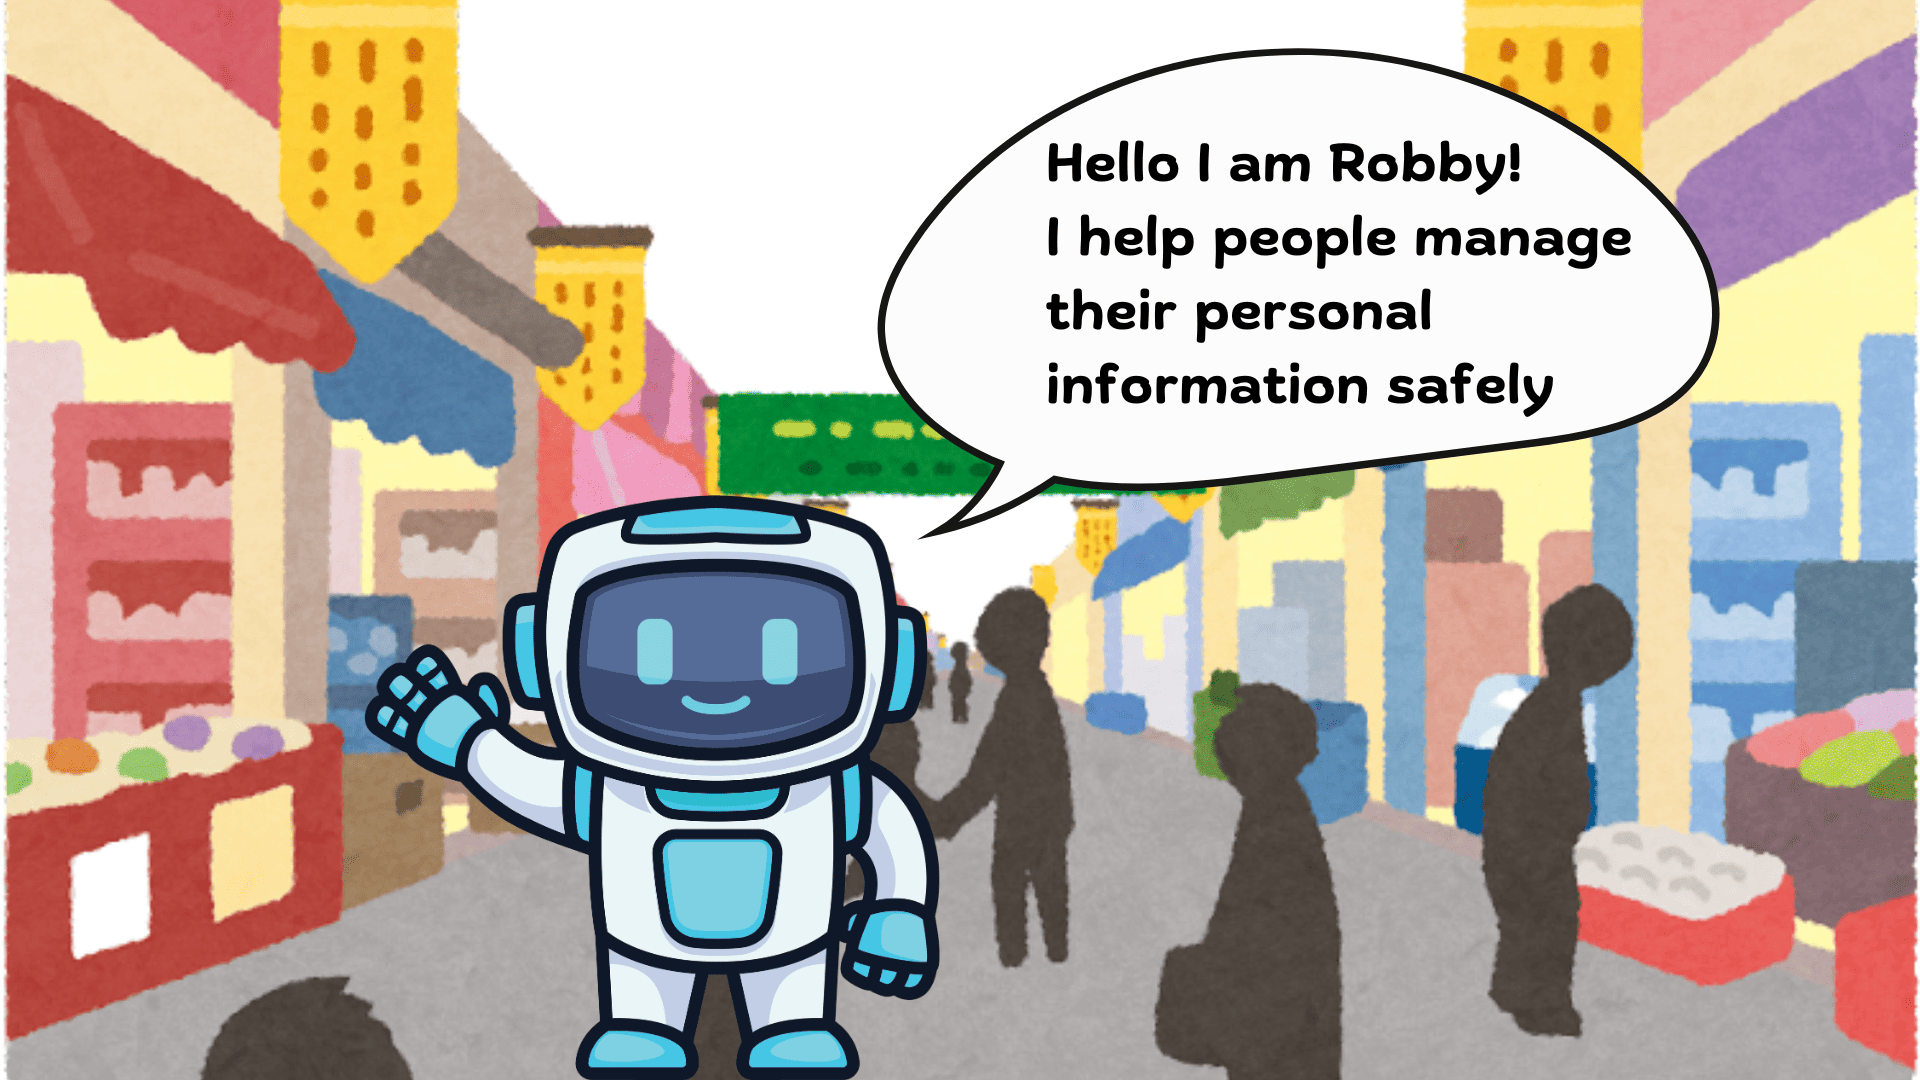 Hello I am Robby!
I help people manage
their personal
information safely